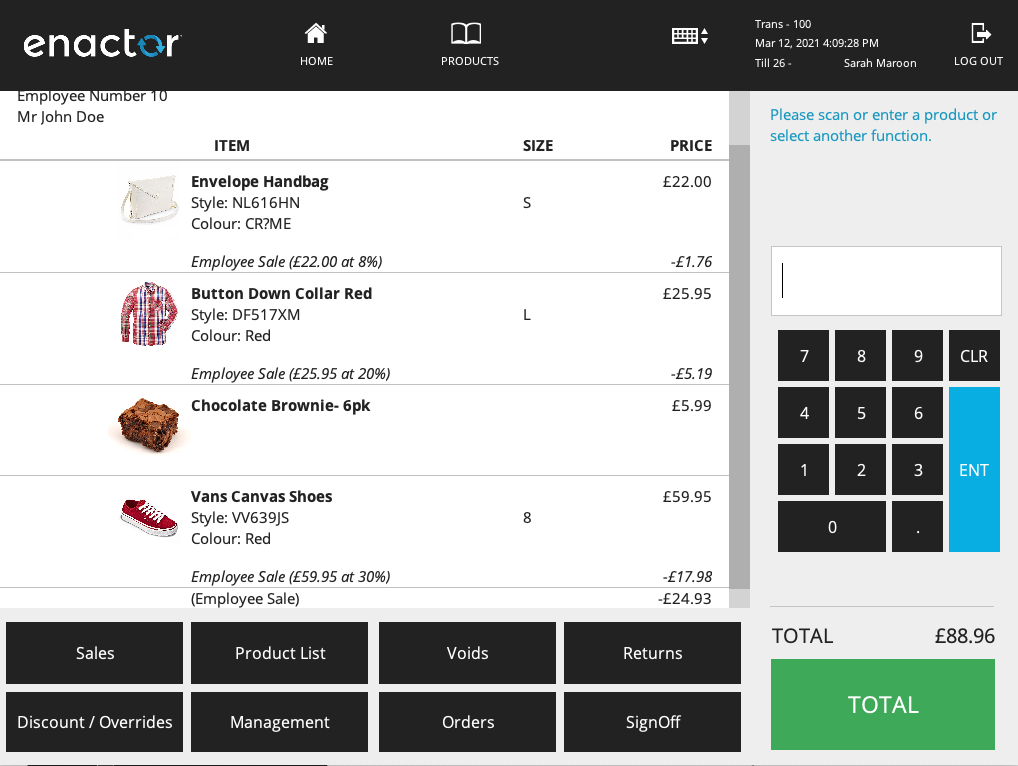 enactor
HOME
PRODUCTS
Trans - 100
Mar 12, 2021 4:09:28 PM
Till 26 - Sarah Maroon
LOG OUT
Employee Number 10
Mr John Doe
ITEM SIZE PRICE
Envelope Handbag £22.00
Style: NL616HN S
Colour: CR?ME
Employee Sale (£22.00 at 8%) -£1.76
Button Down Collar Red £25.95
Style: DF517XM L
Colour: Red
Employee Sale (£25.95 at 20%) -£5.19
Chocolate Brownie- 6pk £5.99
Vans Canvas Shoes £59.95
Style: VV639JS 8
Colour: Red
Employee Sale (£59.95 at 30%) -£17.98
(Employee Sale) -£24.93
Please scan or enter a product or
select another function.
7 8 9 CLR
4 5 6
1 2 3 ENT
0 .
TOTAL £88.96
TOTAL
Sales Product List Voids Returns
Discount / Overrides Management Orders SignOff